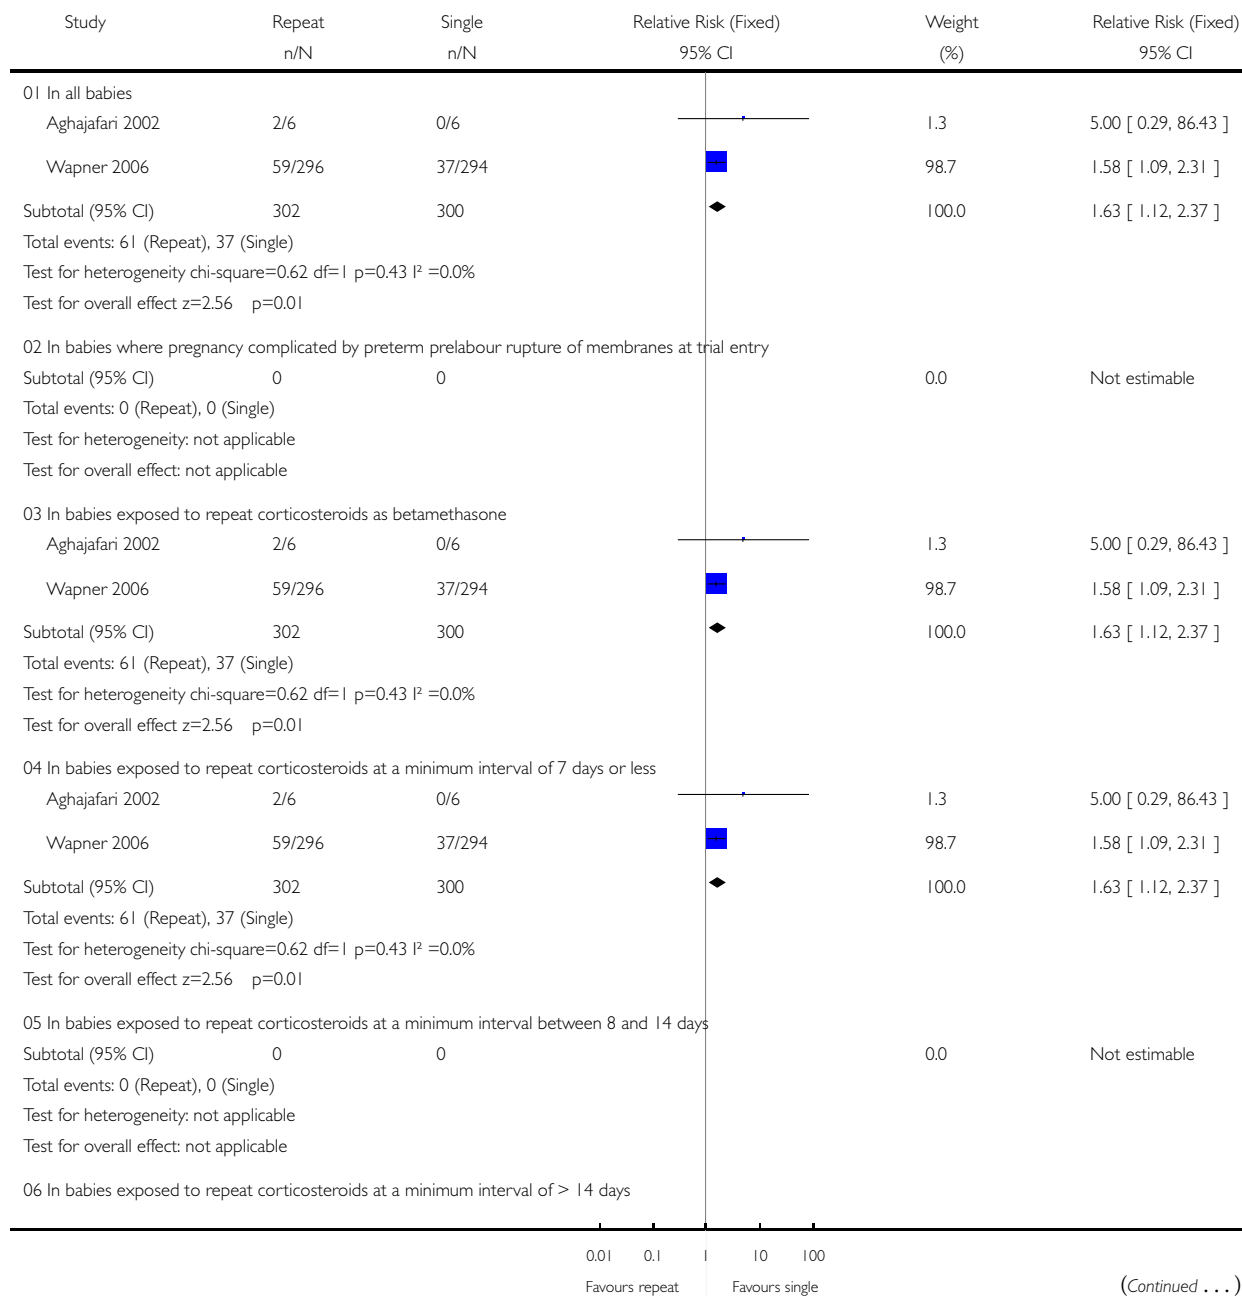 Study Repeat Single Relative Risk (Fixed) Weight Relative Risk (Fixed)
n/N n/N 95% CI (%) 95% CI
01 In all babies
Aghajafari 2002 2/6 0/6 1.3 5.00 [ 0.29, 86.43 ]
Wapner 2006 59/296 37/294 98.7 1.58 [ 1.09, 2.31 ]
Subtotal (95% CI) 302 300 100.0 1.63 [ 1.12, 2.37 ]
Total events: 61 (Repeat), 37 (Single)
Test for heterogeneity chi-square=0.62 df=1 p=0.43 I² =0.0%
Test for overall effect z=2.56 p=0.01
02 In babies where pregnancy complicated by preterm prelabour rupture of membranes at trial entry
Subtotal (95% CI) 0 0 0.0 Not estimable
Total events: 0 (Repeat), 0 (Single)
Test for heterogeneity: not applicable
Test for overall effect: not applicable
03 In babies exposed to repeat corticosteroids as betamethasone
Aghajafari 2002 2/6 0/6 1.3 5.00 [ 0.29, 86.43 ]
Wapner 2006 59/296 37/294 98.7 1.58 [ 1.09, 2.31 ]
Subtotal (95% CI) 302 300 100.0 1.63 [ 1.12, 2.37 ]
Total events: 61 (Repeat), 37 (Single)
Test for heterogeneity chi-square=0.62 df=1 p=0.43 I² =0.0%
Test for overall effect z=2.56 p=0.01
04 In babies exposed to repeat corticosteroids at a minimum interval of 7 days or less
Aghajafari 2002 2/6 0/6 1.3 5.00 [ 0.29, 86.43 ]
Wapner 2006 59/296 37/294 98.7 1.58 [ 1.09, 2.31 ]
Subtotal (95% CI) 302 300 100.0 1.63 [ 1.12, 2.37 ]
Total events: 61 (Repeat), 37 (Single)
Test for heterogeneity chi-square=0.62 df=1 p=0.43 I² =0.0%
Test for overall effect z=2.56 p=0.01
05 In babies exposed to repeat corticosteroids at a minimum interval between 8 and 14 days
Subtotal (95% CI) 0 0 0.0 Not estimable
Total events: 0 (Repeat), 0 (Single)
Test for heterogeneity: not applicable
Test for overall effect: not applicable
06 In babies exposed to repeat corticosteroids at a minimum interval of > 14 days
0.01 0.1 1 10 100
Favours repeat Favours single (Continued . . . )